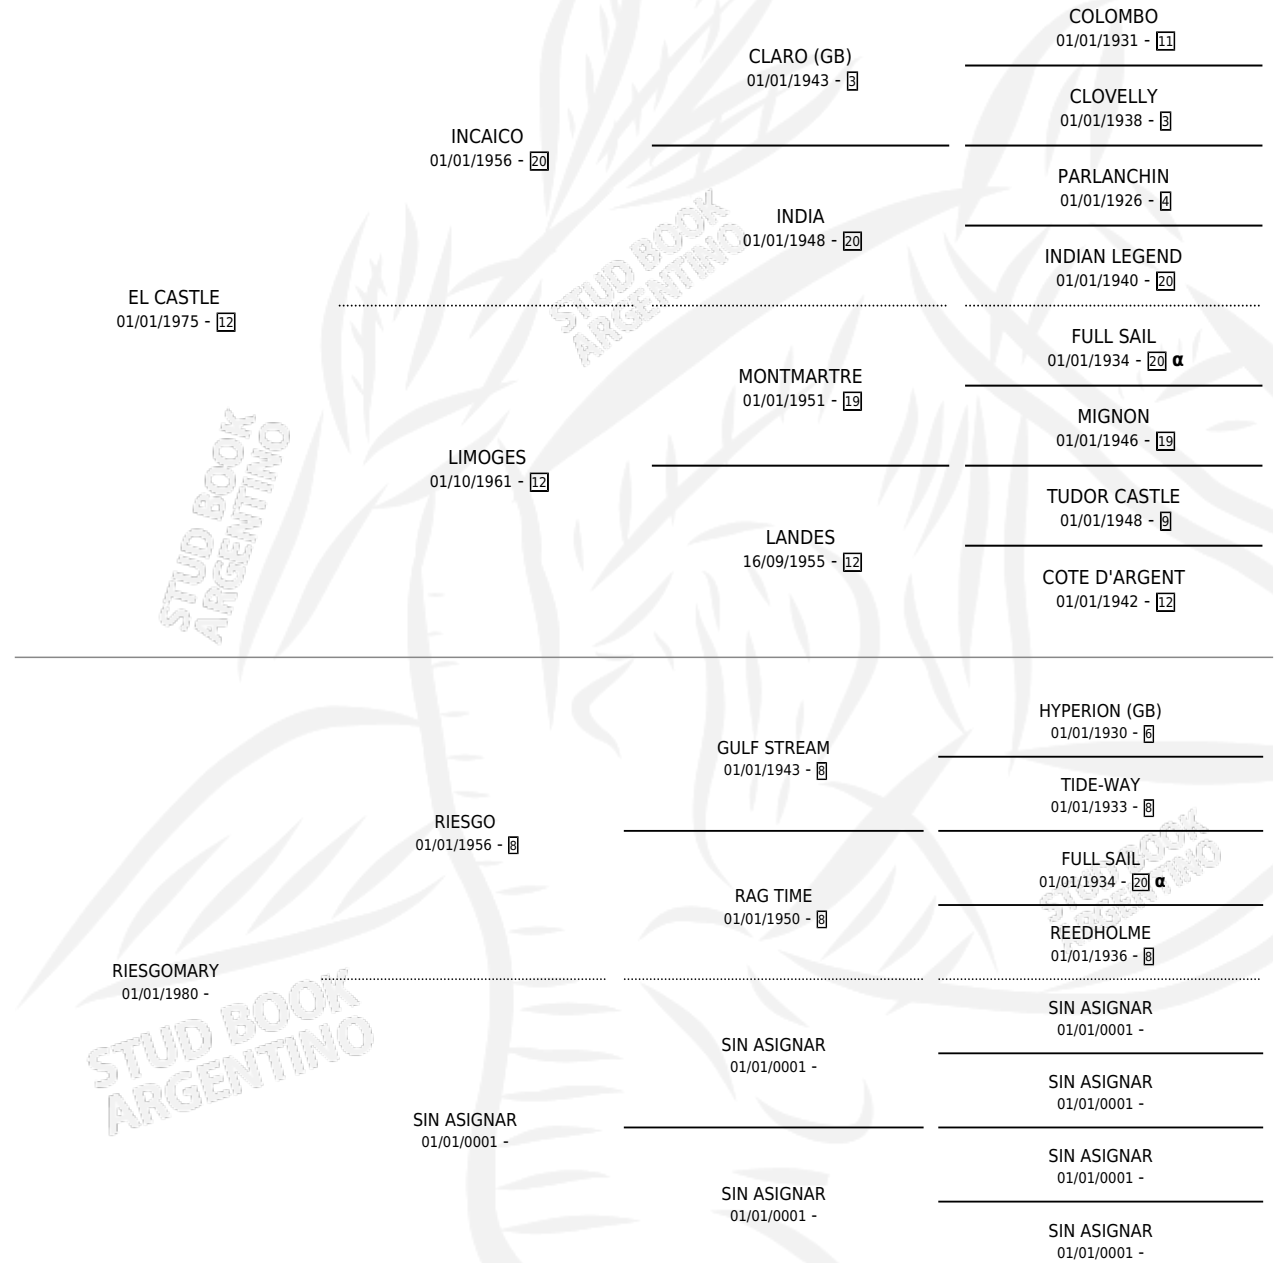 COLOMBO
01/01/1931 - 11
CLARO (GB)
01/01/1943 - 3
CLOVELLY
01/01/1938 - 3
INCAICO
01/01/1956 - 20
PARLANCHIN
01/01/1926 - 4
INDIA
01/01/1948 - 20
INDIAN LEGEND
01/01/1940 - 20
EL CASTLE
01/01/1975 - 12
FULL SAIL
01/01/1934 - 20 α
MONTMARTRE
01/01/1951 - 19
MIGNON
01/01/1946 - 19
LIMOGES
01/10/1961 - 12
TUDOR CASTLE
01/01/1948 - 9
LANDES
16/09/1955 - 12
COTE D'ARGENT
01/01/1942 - 12
HYPERION (GB)
01/01/1930 - 6
GULF STREAM
01/01/1943 - 8
TIDE-WAY
01/01/1933 - 8
RIESGO
01/01/1956 - 8
FULL SAIL
01/01/1934 - 20 α
RAG TIME
01/01/1950 - 8
REEDHOLME
01/01/1936 - 8
RIESGOMARY
01/01/1980 -
SIN ASIGNAR
01/01/0001 -
SIN ASIGNAR
01/01/0001 -
SIN ASIGNAR
01/01/0001 -
SIN ASIGNAR
01/01/0001 -
SIN ASIGNAR
01/01/0001 -
SIN ASIGNAR
01/01/0001 -
SIN ASIGNAR
01/01/0001 -
STUD BOOK
ARGENTINO
STUD BOOK
ARGENTINO
STUD BOOK
ARGENTINO
STUD BOOK
ARGENTINO